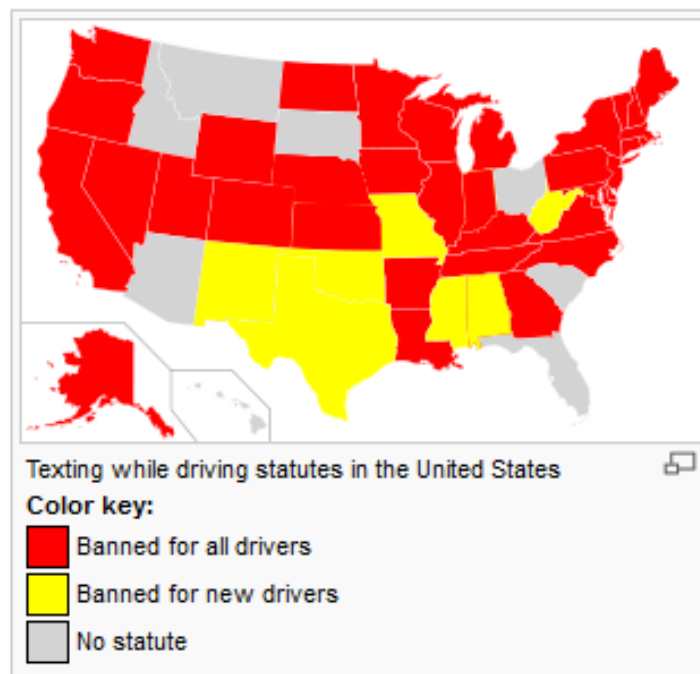 Texting while driving statutes in the United States
Color key:
Banned for all drivers
Banned for new drivers
No statute